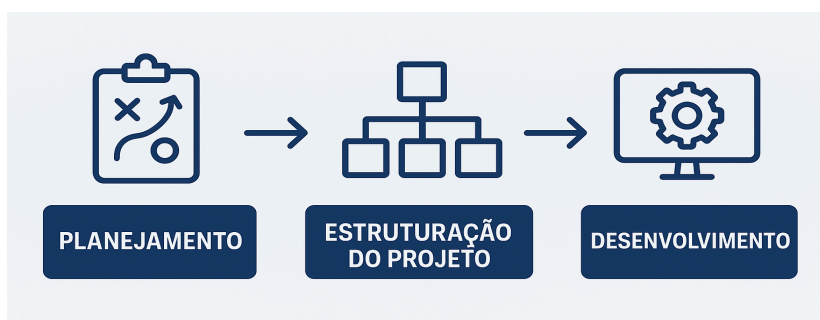 PLANEJAMENTO
ESTRUTURAÇÃO
DO PROJETO
DESENVOLVIMENTO